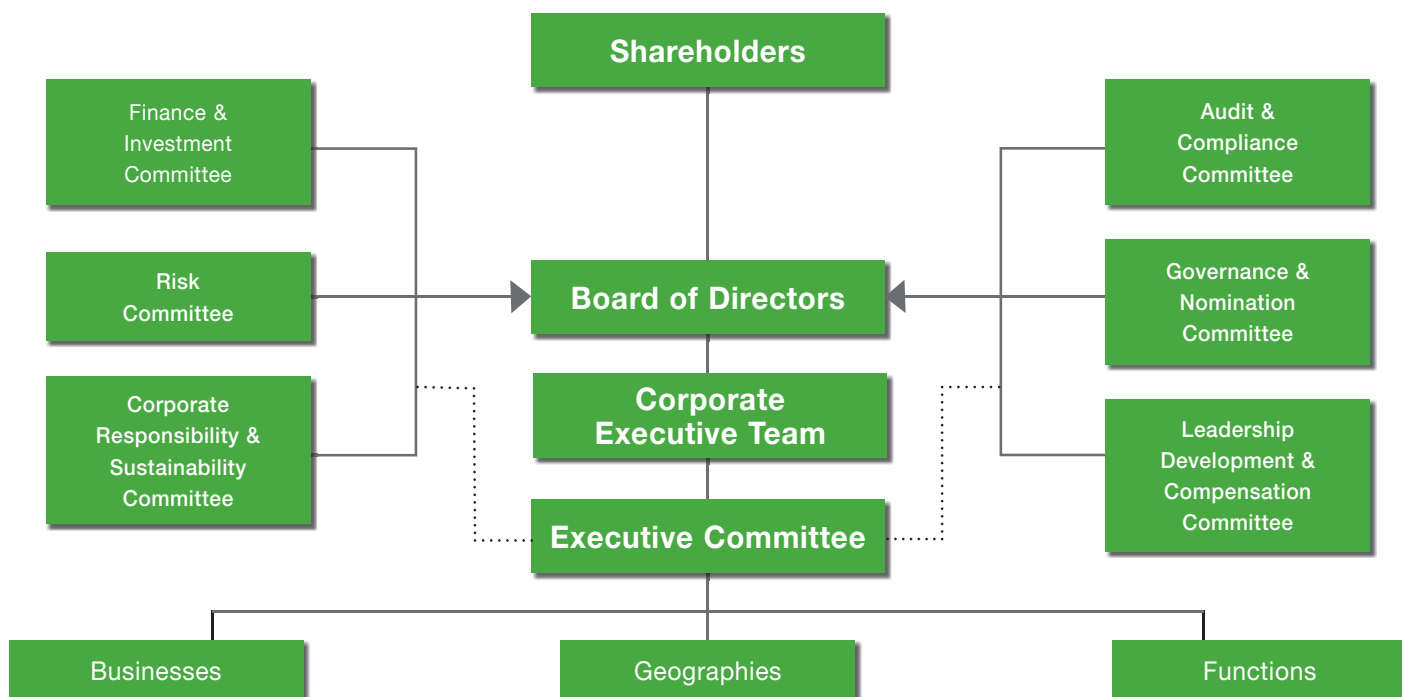 Shareholders
Finance &
Investment
Committee
Audit &
Compliance
Committee
Risk
Committee
Board of Directors
Governance &
Nomination
Committee
Corporate
Responsibility &
Sustainability
Committee
Corporate
Executive Team
Leadership
Development &
Compensation
Committee
Executive Committee
Businesses
Geographies
Functions